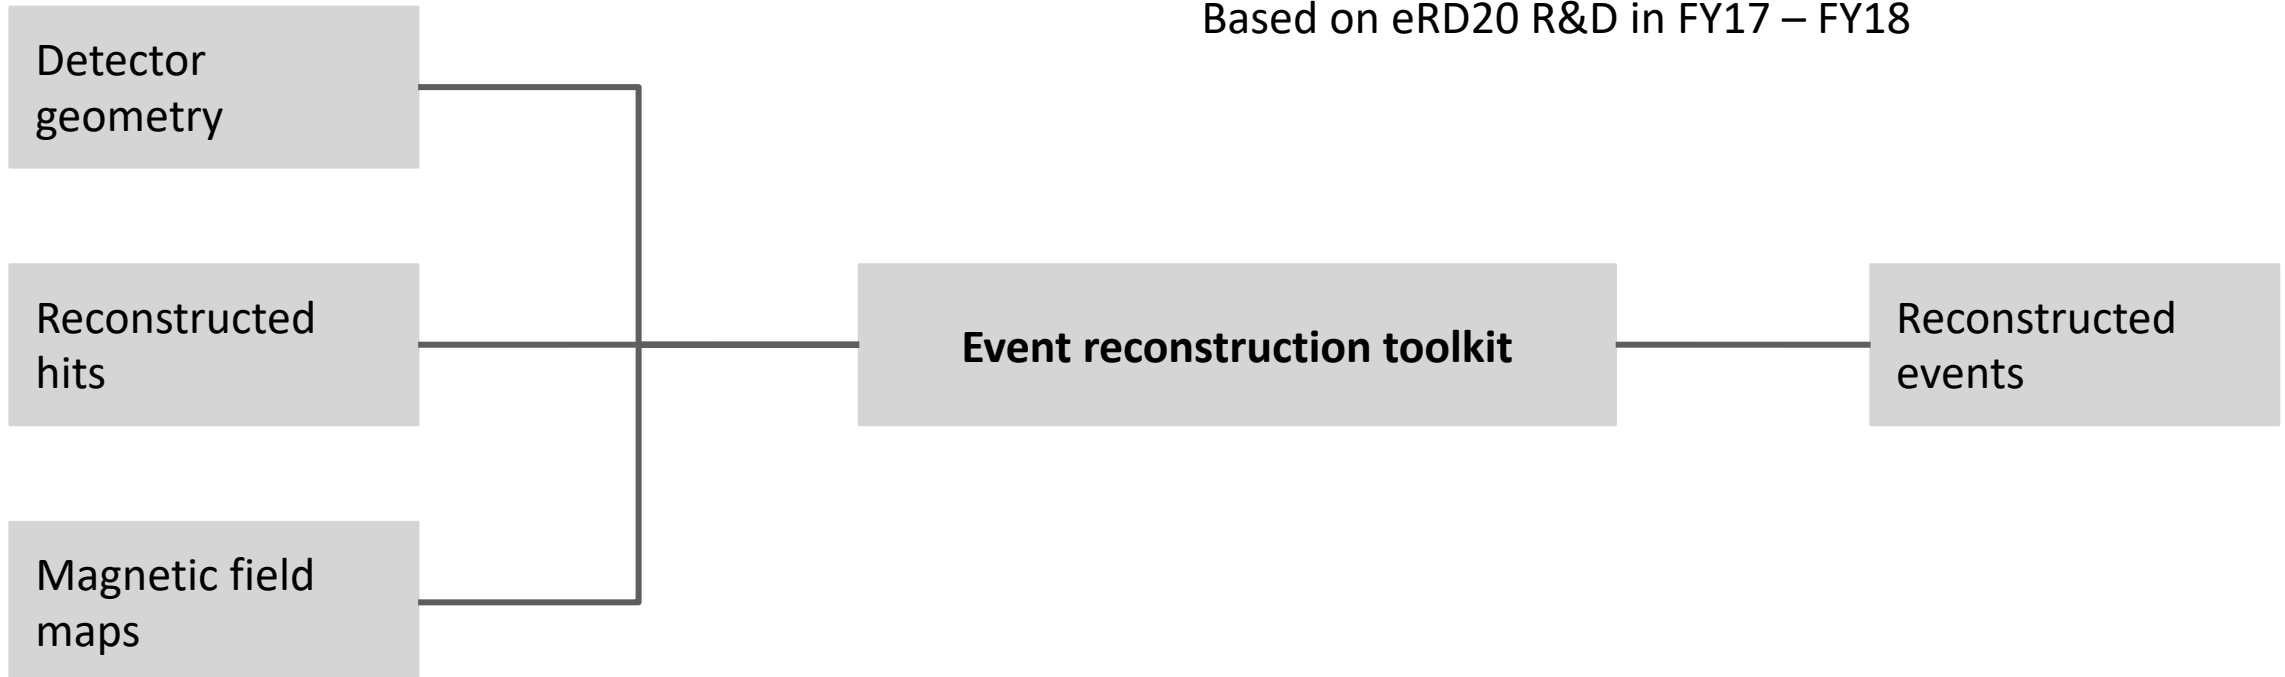 Based on eRD20 R&D in FY17 – FY18
Detector
geometry
Reconstructed
hits
Magnetic field
maps
Event reconstruction toolkit
Reconstructed
events